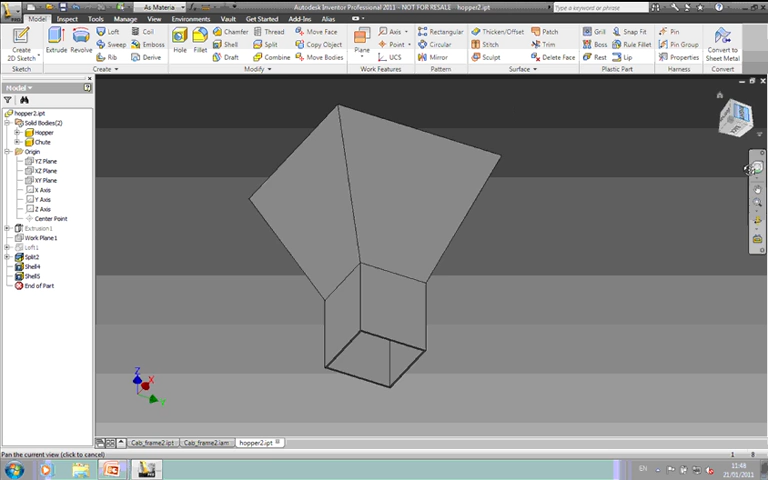 As Materia
Autodesk Inventor Professional 2011 - NOT FOR RESALE hopper2.ipt
Type a keyword or phrase
Model Inspect Tools Manage View Environments Vault Get Started Add-Ins Alias
Create 2D Sketch
Extrude Revolve
Loft Coil
Sweep Emboss
Rib Derive
Hole Fillet
Chamfer Thread Move Face
Shell Split Copy Object
Draft Combine Move Bodies
Plane
Axis
Point
UCS
Rectangular
Circular
Mirror
Thicken/Offset Patch
Stitch Trim
Sculpt Delete Face
Grill Snap Fit
Boss Rule Fillet
Rest Lip
Pin
Pin Group
Harness
Convert to Sheet Metal
Sketch Create Modify Work Features Pattern Surface Plastic Part Harness Convert
Model
hopper2.ipt
Solid Bodies(2)
Hopper
Chute
Origin
YZ Plane
XZ Plane
XY Plane
X Axis
Y Axis
Z Axis
Center Point
Extrusion1
Work Plane1
Loft1
Split2
Shell4
Shell5
End of Part
Z
X
Y
Cab_frame2.ipt Cab_frame2.iam hopper2.ipt
Pan the current view (click to cancel) 1 8
EN 11:48
21/01/2011